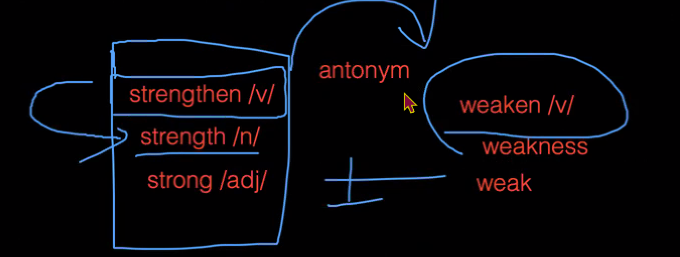 antonym
strengthen /v/
weaken /v/
strength /n/
weakness
strong /adj/
weak